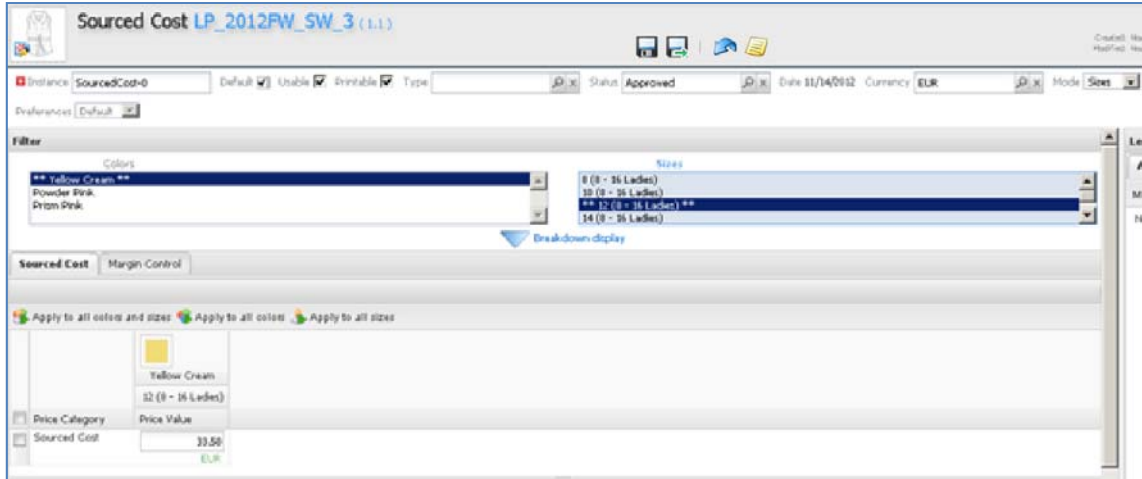 Sourced Cost LP_2012FW_SW_3 (1.1)
Created:
Modified:
Instance SourcedCost-0 Default Usable Printable Type Status Approved Date 11/14/2012 Currency EUR Mode Sizes
Preferences Default
Filter
Colors Sizes
** Yellow Cream ** 8 (8 - 16 Ladies)
Powder Pink 10 (8 - 16 Ladies)
Prism Pink ** 12 (8 - 16 Ladies) **
14 (8 - 16 Ladies)
Breakdown display
Sourced Cost Margin Control
Apply to all colors and sizes Apply to all colors Apply to all sizes
Yellow Cream
12 (8 - 16 Ladies)
Price Category Price Value
Sourced Cost
EUR